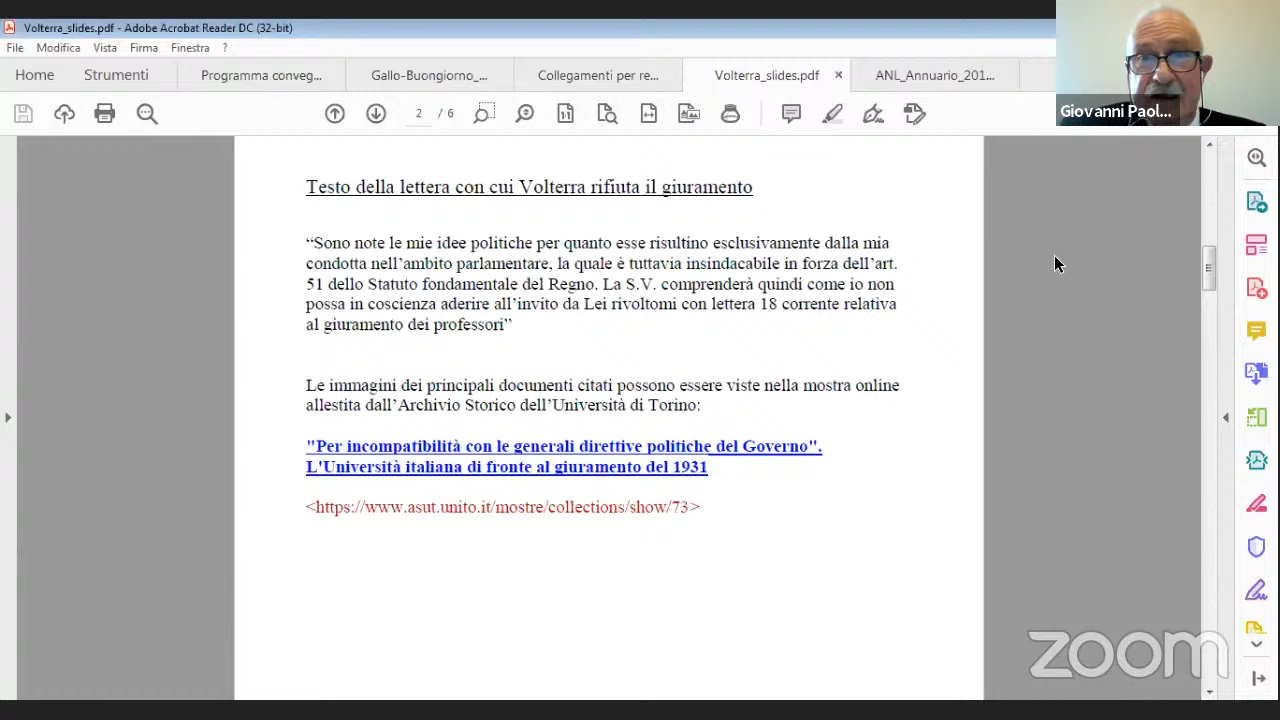 Volterra_slides.pdf - Adobe Acrobat Reader DC (32-bit)
File Modifica Vista Firma Finestra ?
Home Strumenti Programma conveg... Gallo-Buongiorno_... Collegamenti per re... Volterra_slides.pdf × ANL_Annuario_201...
2 / 6
Giovanni Paol...
Testo della lettera con cui Volterra rifiuta il giuramento
“Sono note le mie idee politiche per quanto esse risultino esclusivamente dalla mia
condotta nell’ambito parlamentare, la quale è tuttavia insindacabile in forza dell’art.
51 dello Statuto fondamentale del Regno. La S.V. comprenderà quindi come io non
possa in coscienza aderire all’invito da Lei rivoltomi con lettera 18 corrente relativa
al giuramento dei professori”
Le immagini dei principali documenti citati possono essere viste nella mostra online
allestita dall’Archivio Storico dell’Università di Torino:
"Per incompatibilità con le generali direttive politiche del Governo".
L'Università italiana di fronte al giuramento del 1931
<https://www.asut.unito.it/mostre/collections/show/73>
zoom